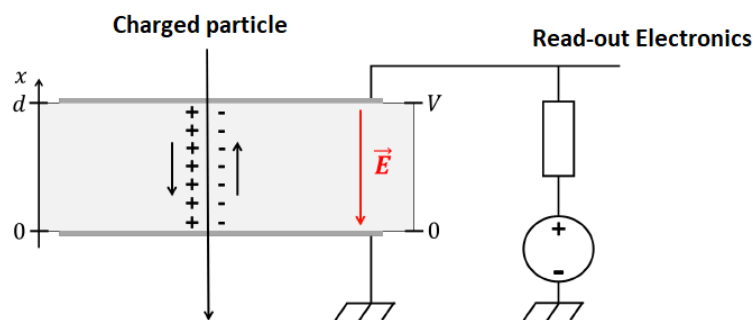 Charged particle
Read-out Electronics
x
d
V
+ -
+ -
+ -
+ -
+ -
+ -
+ -
E
0
0
+
-